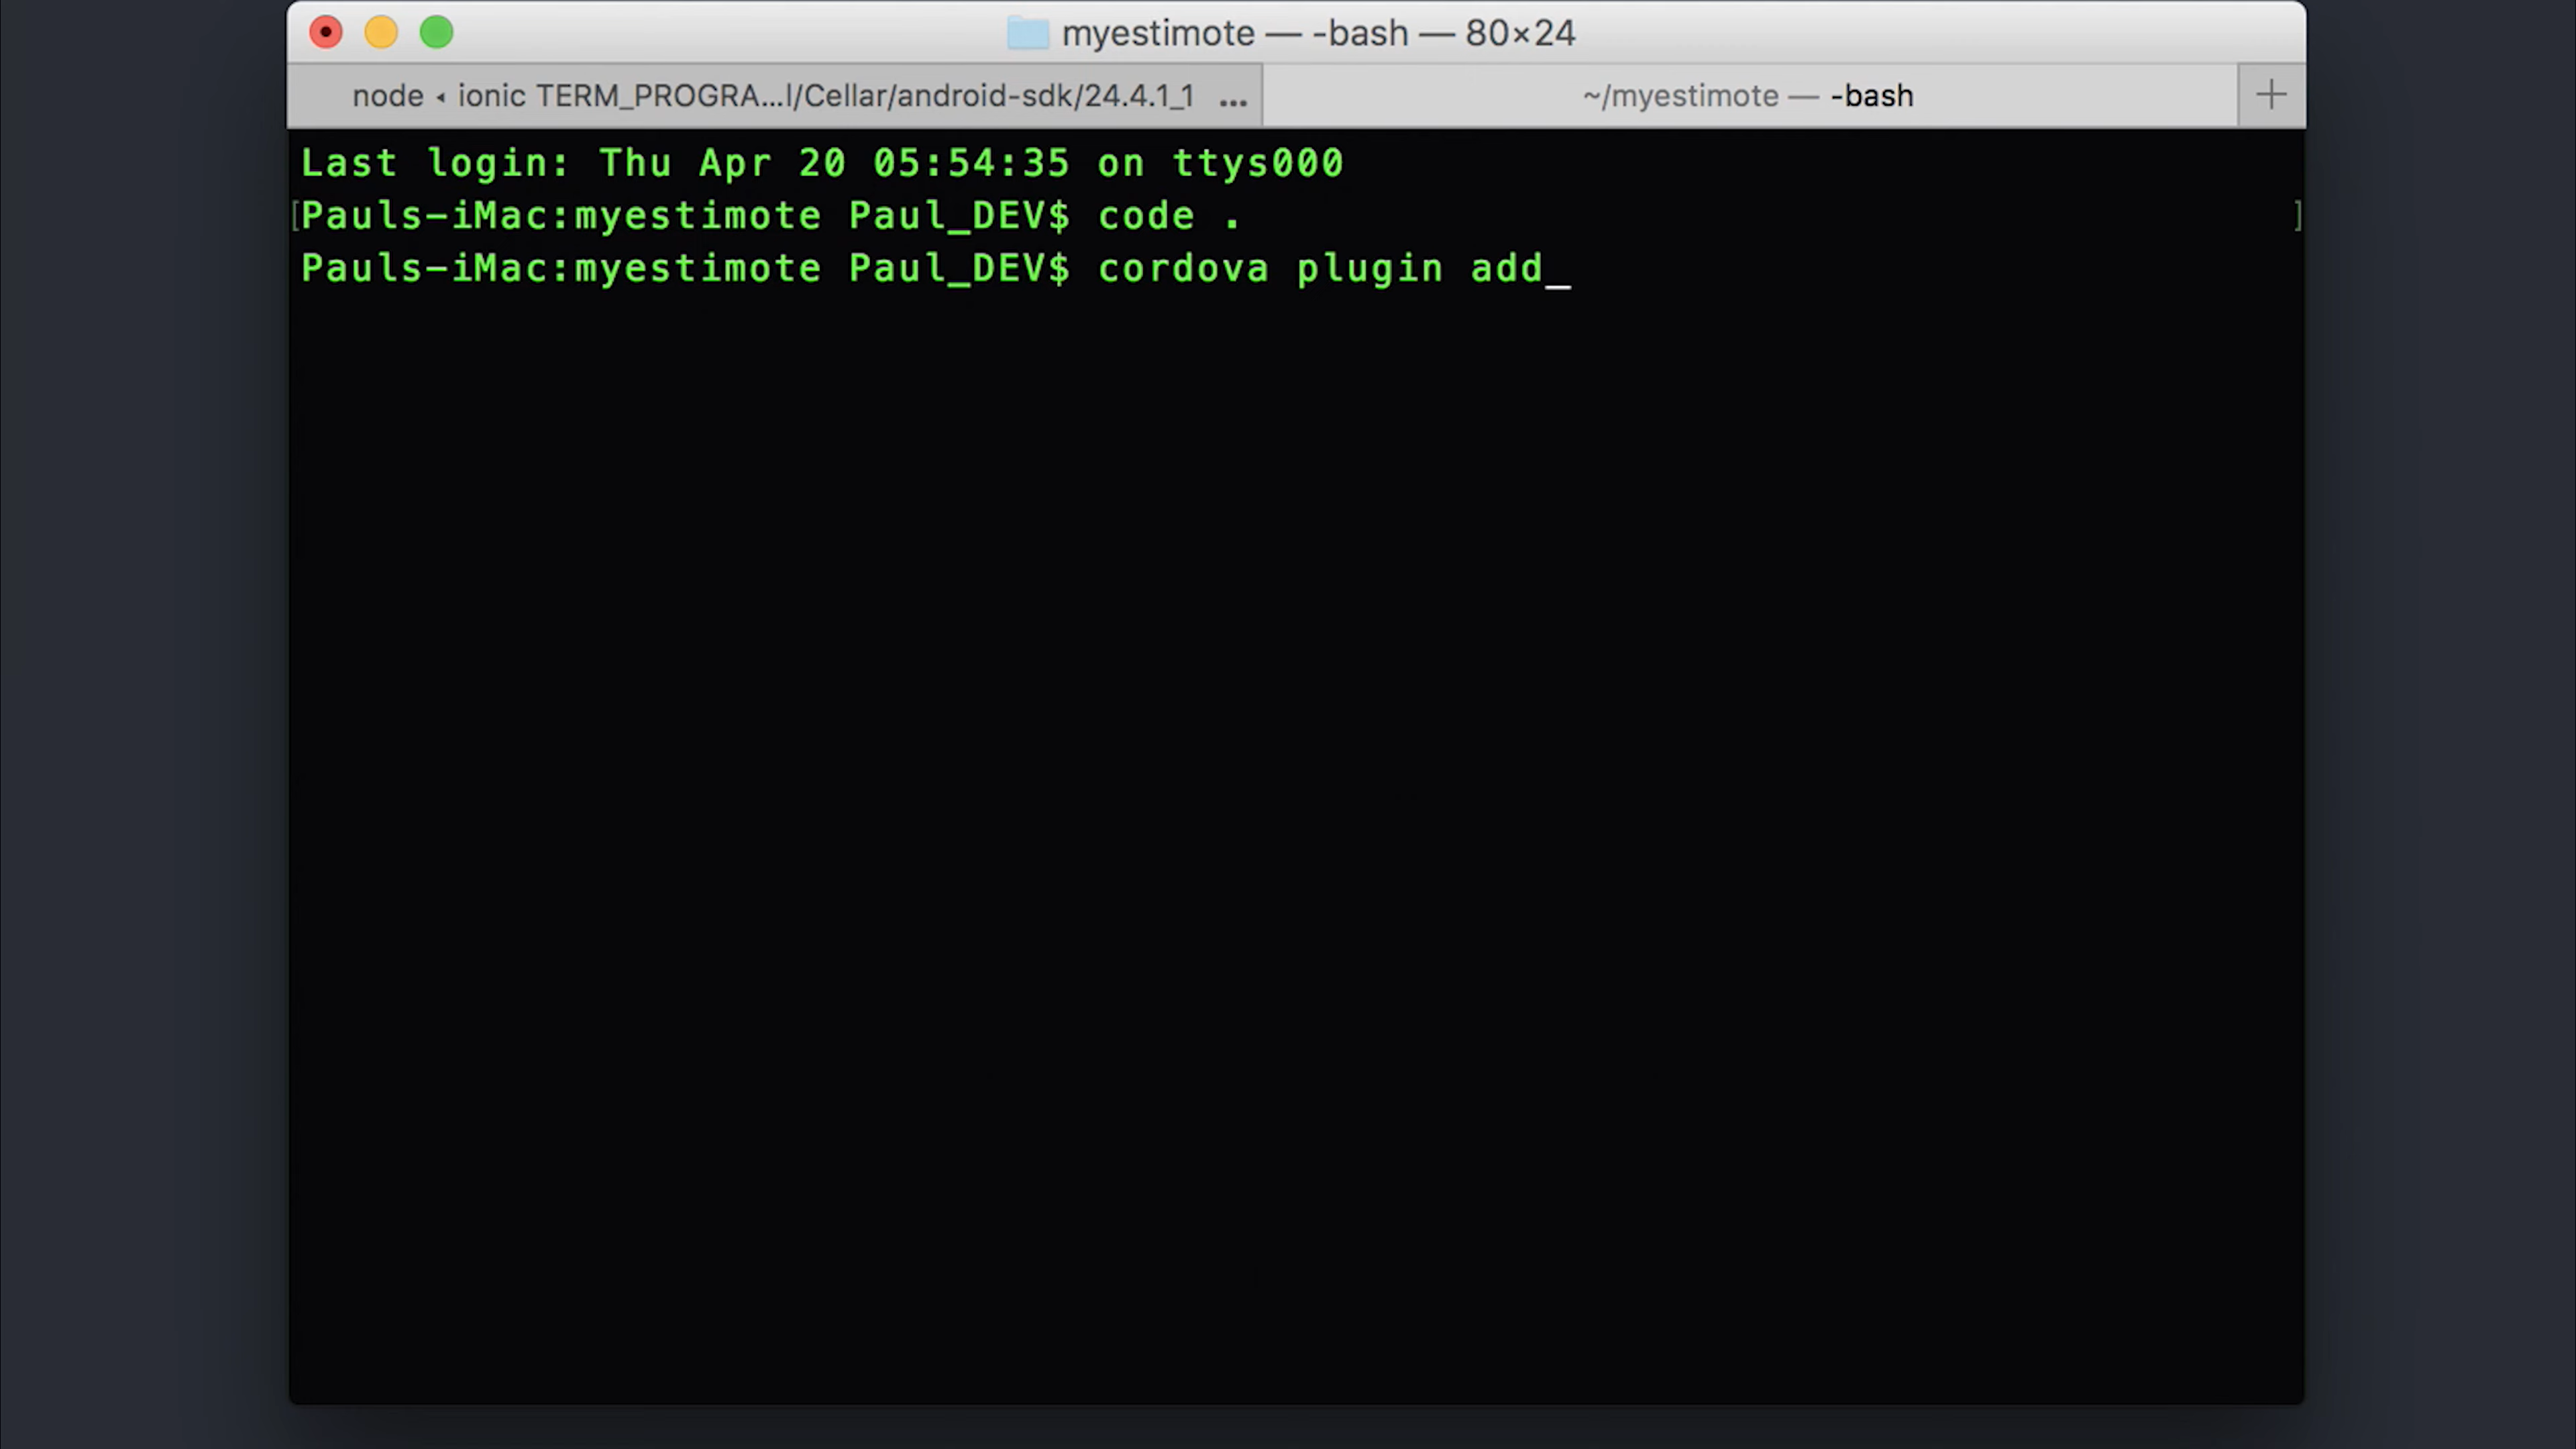 myestimote — -bash — 80×24
node ◂ ionic TERM_PROGRA...l/Cellar/android-sdk/24.4.1_1 ...
~/myestimote — -bash
+
Last login: Thu Apr 20 05:54:35 on ttys000
[Pauls-iMac:myestimote Paul_DEV$ code . ]
Pauls-iMac:myestimote Paul_DEV$ cordova plugin add_